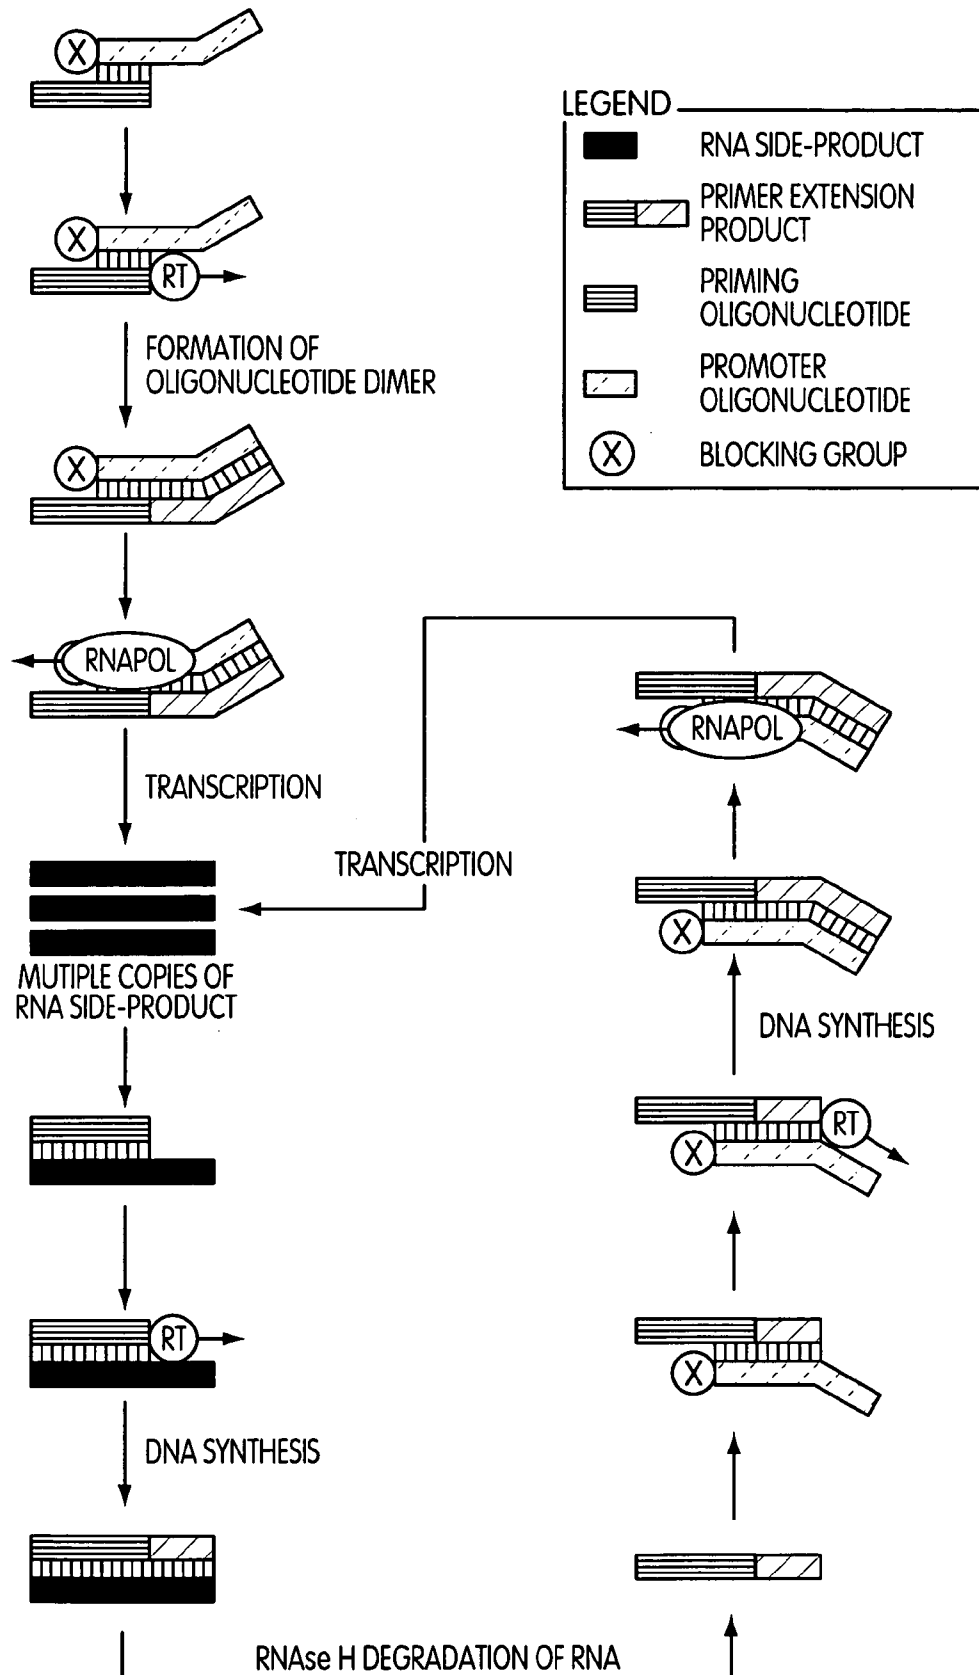 X
LEGEND
RNA SIDE-PRODUCT
PRIMER EXTENSION
PRODUCT
PRIMING
OLIGONUCLEOTIDE
PROMOTER
OLIGONUCLEOTIDE
X BLOCKING GROUP
X
RT
FORMATION OF
OLIGONUCLEOTIDE DIMER
X
RNAPOL
TRANSCRIPTION
MUTIPLE COPIES OF
RNA SIDE-PRODUCT
RT
DNA SYNTHESIS
RNAse H DEGRADATION OF RNA
X
RT
X
DNA SYNTHESIS
X
RNAPOL
TRANSCRIPTION